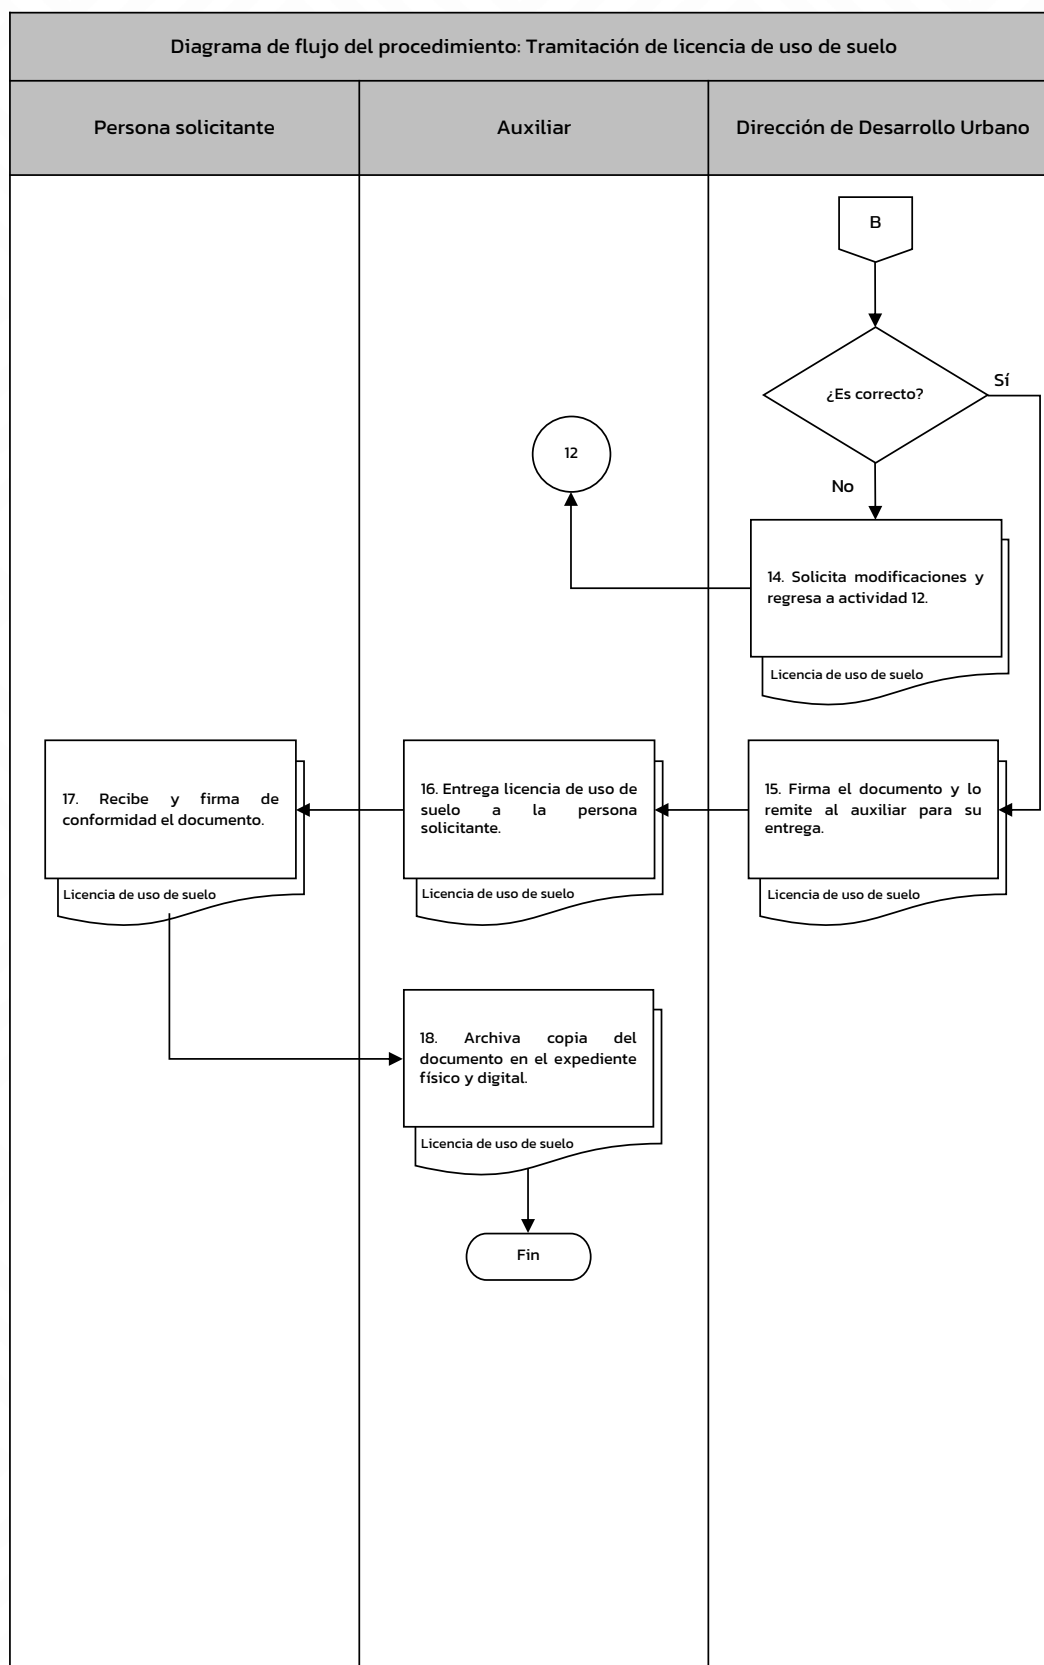 Diagrama de flujo del procedimiento: Tramitación de licencia de uso de suelo
Persona solicitante
Auxiliar
Dirección de Desarrollo Urbano
B
¿Es correcto?
Sí
12
No
14. Solicita modificaciones y
regresa a actividad 12.
Licencia de uso de suelo
17. Recibe y firma de
conformidad el documento.
Licencia de uso de suelo
16. Entrega licencia de uso de
suelo a la persona
solicitante.
Licencia de uso de suelo
15. Firma el documento y lo
remite al auxiliar para su
entrega.
Licencia de uso de suelo
18. Archiva copia del
documento en el expediente
físico y digital.
Licencia de uso de suelo
Fin